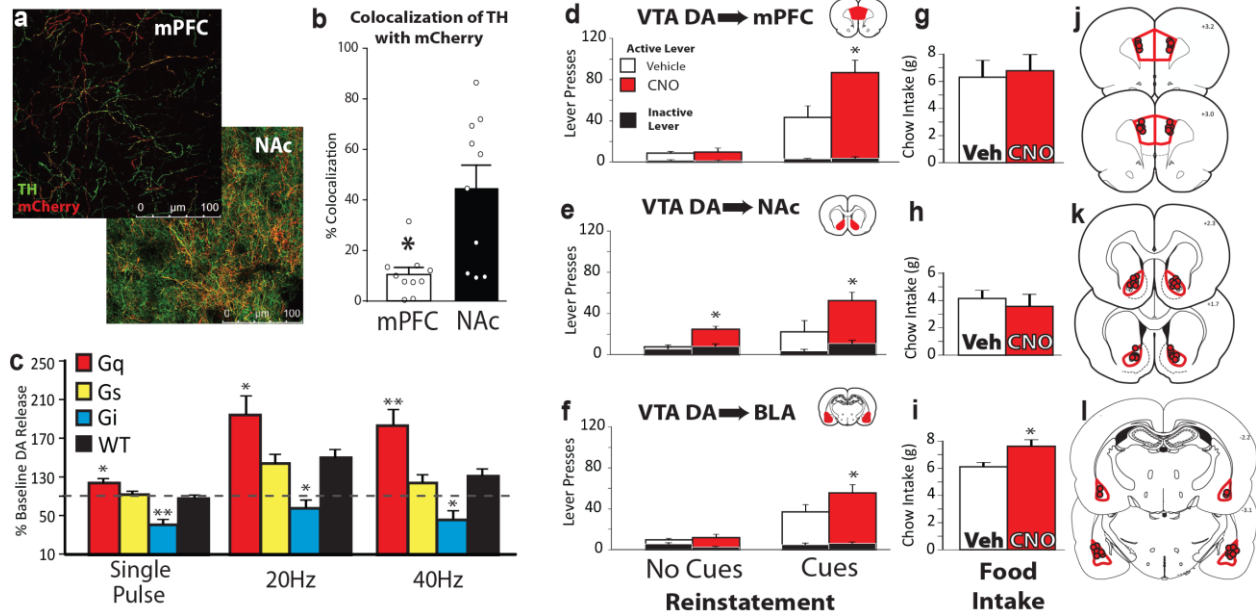 a
mPFC
NAc
TH
mCherry
0 µm 100
0 µm 100
b
Colocalization of TH
with mCherry
% Colocalization
100
80
60
40
20
0
*
mPFC
NAc
c
% Baseline DA Release
250
210
170
130
50
10
Gq
Gs
Gi
WT
*
**
*
*
**
*
Single
Pulse
20Hz
40Hz
d
VTA DA mPFC
Lever Presses
120
80
40
0
Active Lever
Vehicle
CNO
Inactive
Lever
*
e
VTA DA NAc
Lever Presses
120
80
40
0
*
*
f
VTA DA BLA
Lever Presses
120
80
40
0
*
No Cues
Cues
Reinstatement
g
Chow Intake (g)
8
6
4
2
0
Veh
CNO
h
Chow Intake (g)
6
4
2
0
Veh
CNO
i
Chow Intake (g)
8
6
4
2
0
*
Veh
CNO
Food
Intake
j
+3.2
+3.0
k
+2.3
+1.7
l
-2.2
-3.1